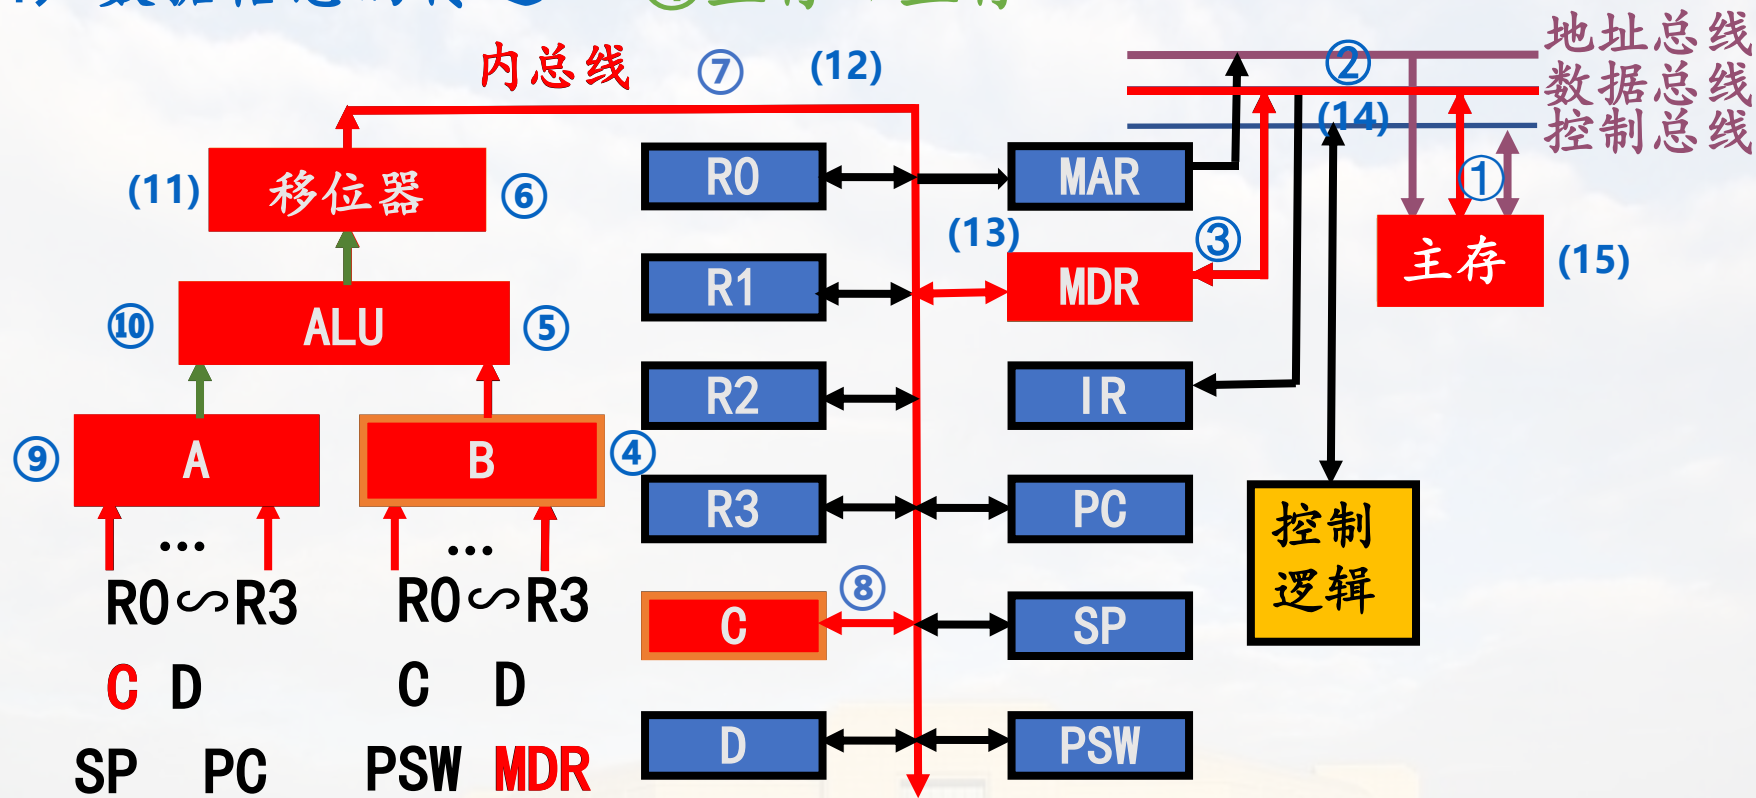 内总线 ⑦ (12)
② 地址总线
数据总线
(14) 控制总线
(11) 移位器 ⑥
R0 MAR
①
(13) ③
主存 (15)
⑩ ALU ⑤
R1 MDR
R2 IR
⑨ A B ④
R3 PC
控制
逻辑
... ...
R0∽R3 R0∽R3
⑧
C SP
C D C D
D PSW
SP PC PSW MDR